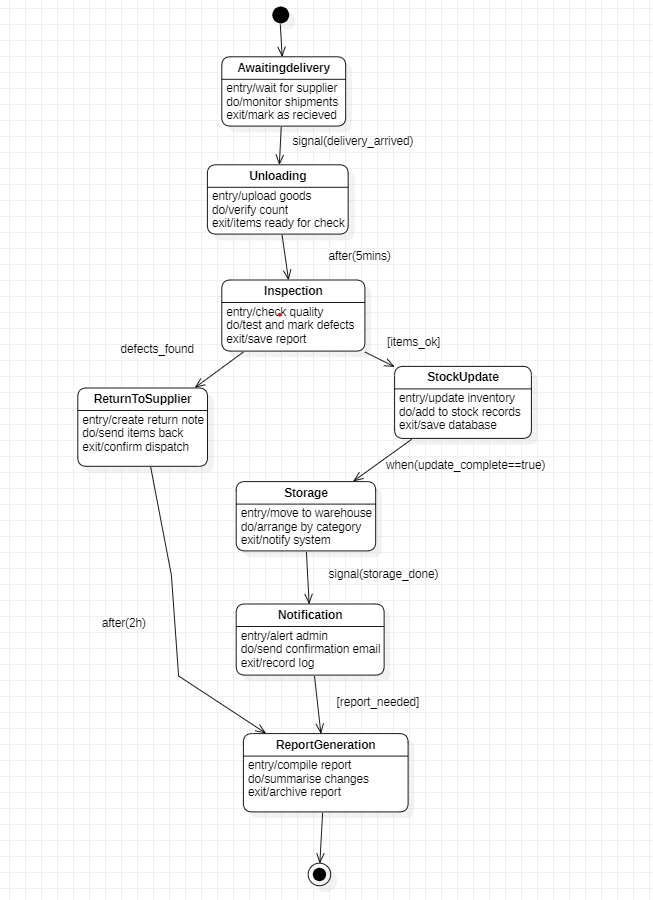 Awaitingdelivery
entry/wait for supplier
do/monitor shipments
exit/mark as recieved
signal(delivery_arrived)
Unloading
entry/upload goods
do/verify count
exit/items ready for check
after(5mins)
Inspection
entry/check quality
do/test and mark defects
exit/save report
defects_found
[items_ok]
ReturnToSupplier
entry/create return note
do/send items back
exit/confirm dispatch
StockUpdate
entry/update inventory
do/add to stock records
exit/save database
when(update_complete==true)
Storage
entry/move to warehouse
do/arrange by category
exit/notify system
signal(storage_done)
Notification
entry/alert admin
do/send confirmation email
exit/record log
after(2h)
[report_needed]
ReportGeneration
entry/compile report
do/summarise changes
exit/archive report